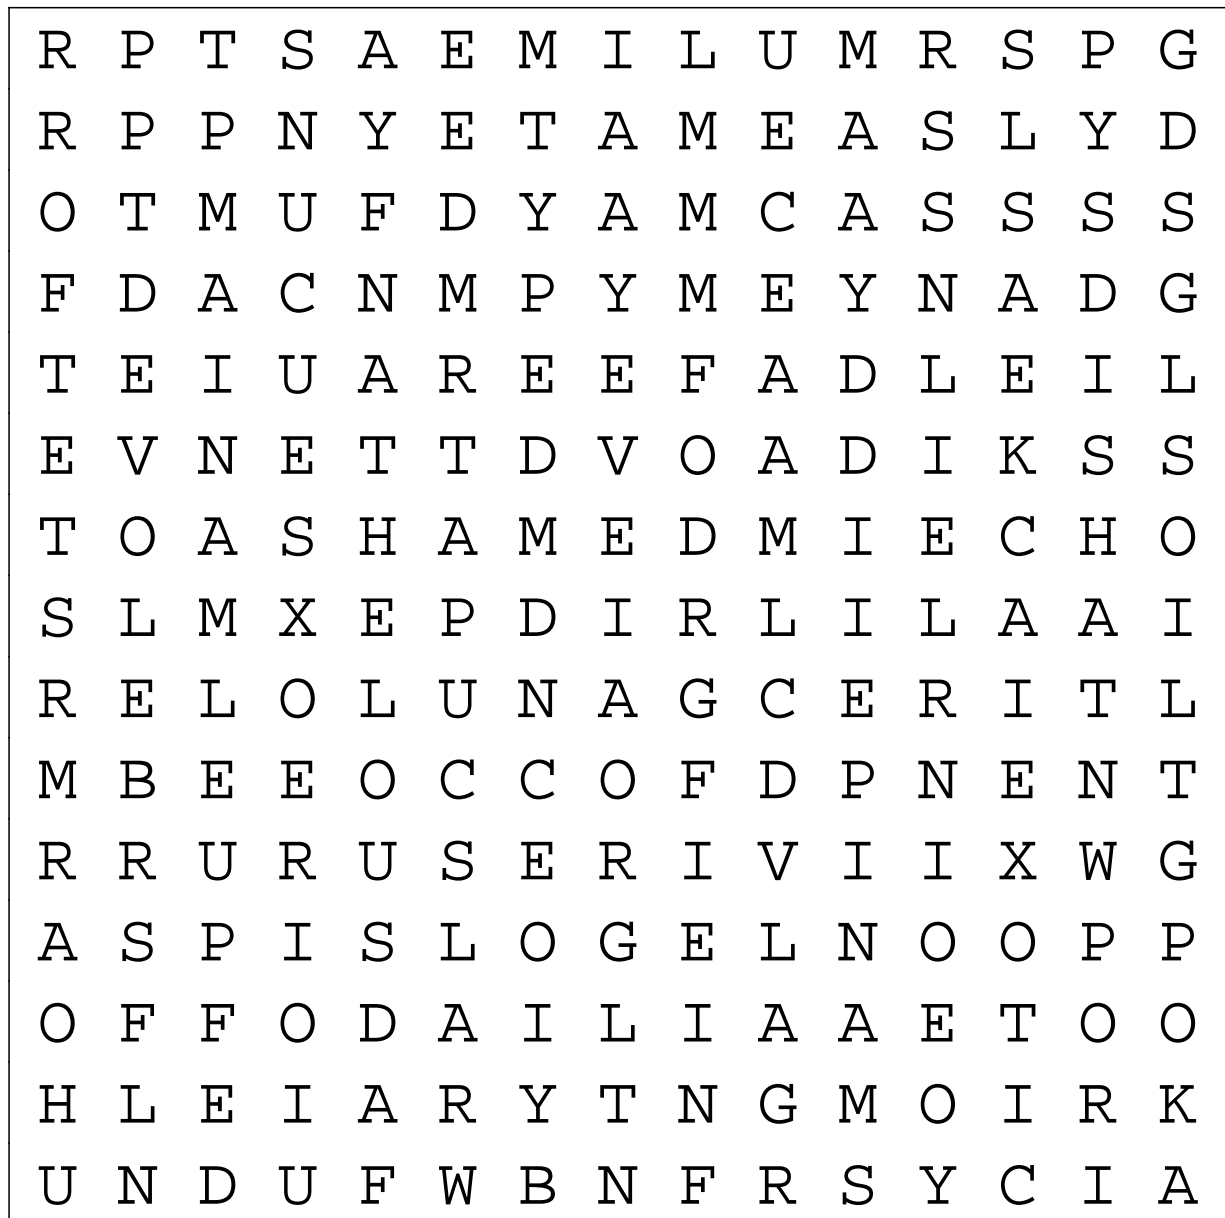 R P T S A E M I L U M R S P G
R P P N Y E T A M E A S L Y D
O T M U F D Y A M C A S S S S
F D A C N M P Y M E Y N A D G
T E I U A R E E F A D L E I L
E V N E T T D V O A D I K S S
T O A S H A M E D M I E C H O
S L M X E P D I R L I L A A I
R E L O L U N A G C E R I T L
M B E E O C C O F D P N E N T
R R U R U S E R I V I I X W G
A S P I S L O G E L N O O P P
O F F O D A I L I A A E T O O
H L E I A R Y T N G M O I R K
U N D U F W B N F R S Y C I A